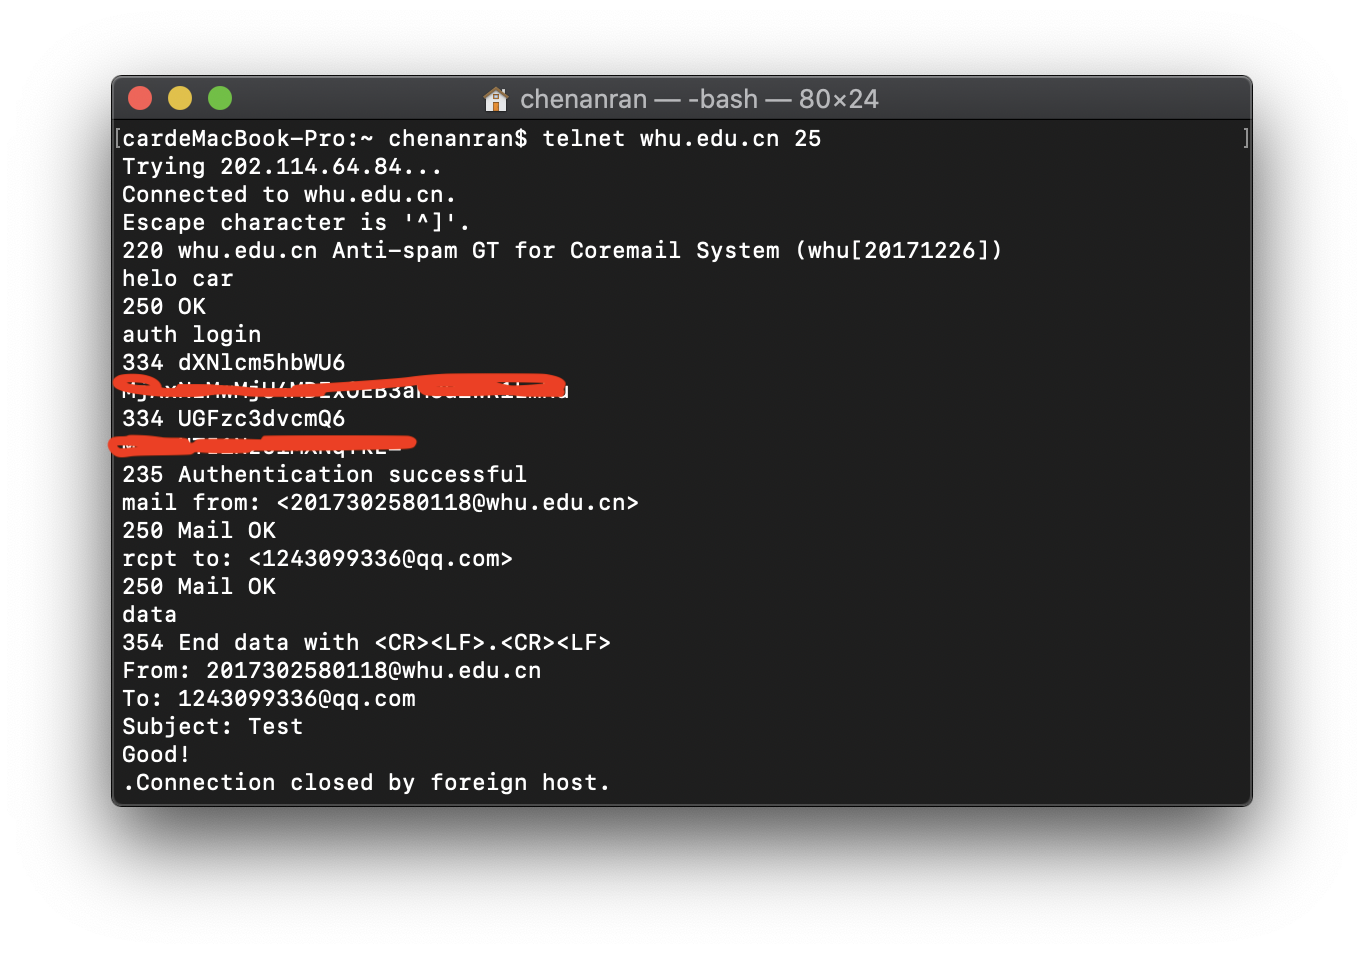 chenanran — -bash — 80×24
[cardeMacBook-Pro:~ chenanran$ telnet whu.edu.cn 25 ]
Trying 202.114.64.84...
Connected to whu.edu.cn.
Escape character is '^]'.
220 whu.edu.cn Anti-spam GT for Coremail System (whu[20171226])
helo car
250 OK
auth login
334 dXNlcm5hbWU6
334 UGFzc3dvcmQ6
235 Authentication successful
mail from: <2017302580118@whu.edu.cn>
250 Mail OK
rcpt to: <1243099336@qq.com>
250 Mail OK
data
354 End data with <CR><LF>.<CR><LF>
From: 2017302580118@whu.edu.cn
To: 1243099336@qq.com
Subject: Test
Good!
.Connection closed by foreign host.